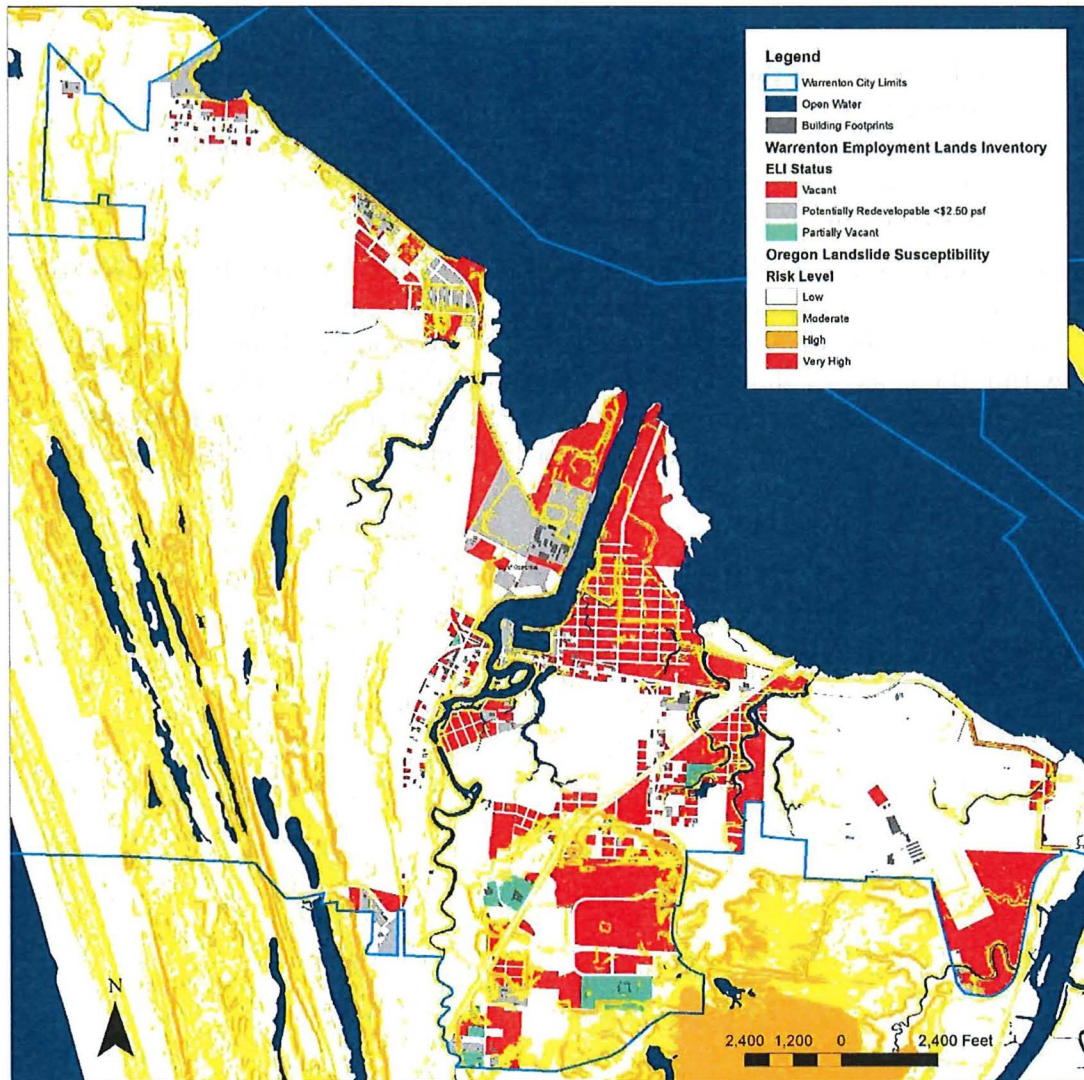 Legend
Warrenton City Limits
Open Water
Building Footprints
Warrenton Employment Lands Inventory
ELI Status
Vacant
Potentially Redevelopable <$2.50 psf
Partially Vacant
Oregon Landslide Susceptibility
Risk Level
Low
Moderate
High
Very High
N
2,400 1,200 0 2,400 Feet